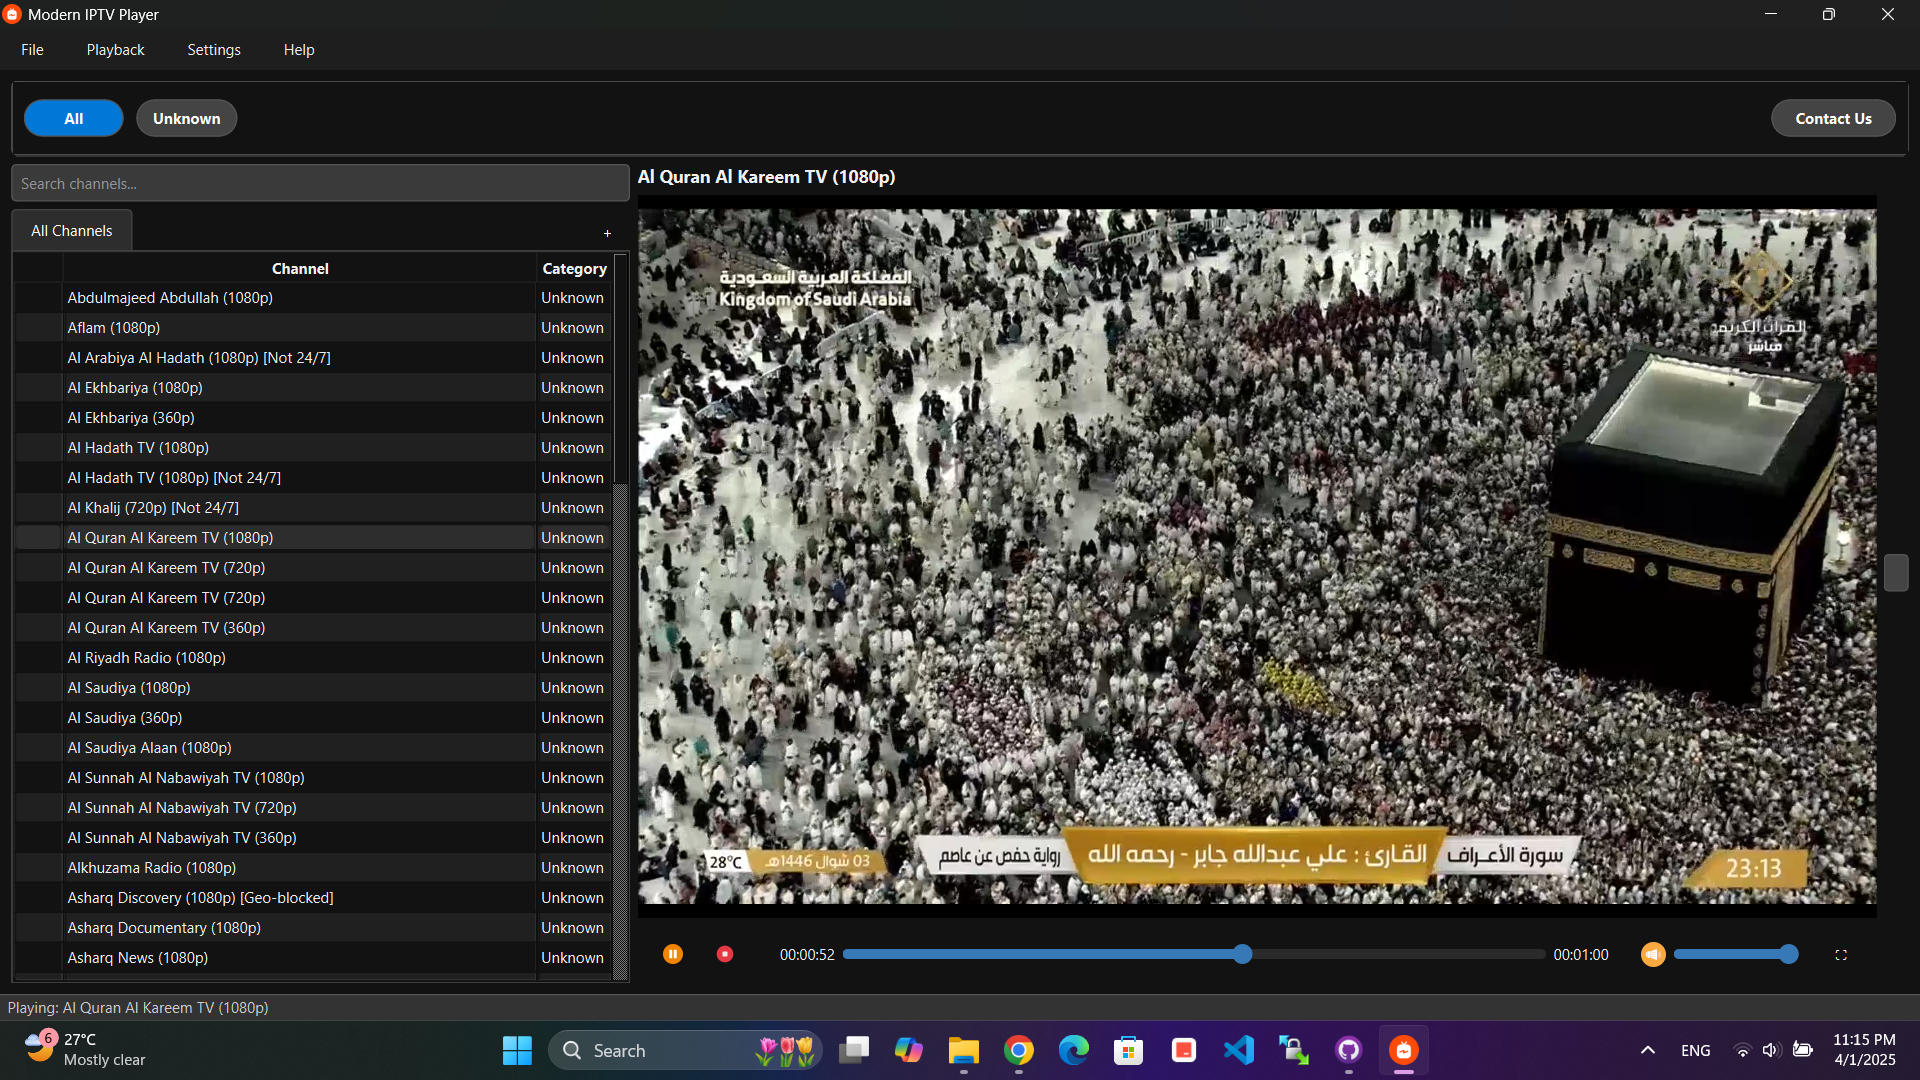 Modern IPTV Player
File Playback Settings Help
All Unknown Contact Us
Search channels...
All Channels +
Channel Category
Abdulmajeed Abdullah (1080p) Unknown
Aflam (1080p) Unknown
Al Arabiya Al Hadath (1080p) [Not 24/7] Unknown
Al Ekhbariya (1080p) Unknown
Al Ekhbariya (360p) Unknown
Al Hadath TV (1080p) Unknown
Al Hadath TV (1080p) [Not 24/7] Unknown
Al Khalij (720p) [Not 24/7] Unknown
Al Quran Al Kareem TV (1080p) Unknown
Al Quran Al Kareem TV (720p) Unknown
Al Quran Al Kareem TV (720p) Unknown
Al Quran Al Kareem TV (360p) Unknown
Al Riyadh Radio (1080p) Unknown
Al Saudiya (1080p) Unknown
Al Saudiya (360p) Unknown
Al Saudiya Alaan (1080p) Unknown
Al Sunnah Al Nabawiyah TV (1080p) Unknown
Al Sunnah Al Nabawiyah TV (720p) Unknown
Al Sunnah Al Nabawiyah TV (360p) Unknown
Alkhuzama Radio (1080p) Unknown
Asharq Discovery (1080p) [Geo-blocked] Unknown
Asharq Documentary (1080p) Unknown
Asharq News (1080p) Unknown
Al Quran Al Kareem TV (1080p)
المملكة العربية السعودية
Kingdom of Saudi Arabia
القرآن الكريم
مباشر
سورة الأعراف
القارئ : علي عبدالله جابر - رحمه الله
رواية حفص عن عاصم
03 شوال 1446هـ
28°C
23:13
00:00:52 00:01:00
Playing: Al Quran Al Kareem TV (1080p)
6
27°C
Mostly clear
Search
ENG
11:15 PM
4/1/2025